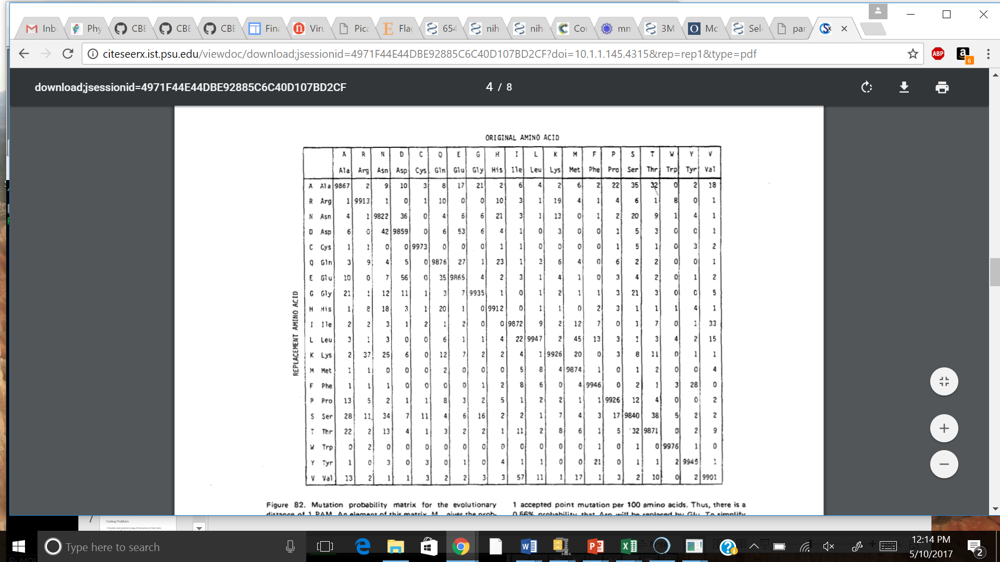 Inb
Phy
CBE
CBE
CBE
Fina
Viru
Pica
Flag
654
nih
nih
Cor
mm
3M
Mc
Sel
par
citeseerx.ist.psu.edu/viewdoc/download;jsessionid=4971F44E44DBE92885C6C40D107BD2CF?doi=10.1.1.145.4315&rep=rep1&type=pdf
ABP
6
download;jsessionid=4971F44E44DBE92885C6C40D107BD2CF
4 / 8
ORIGINAL AMINO ACID
A R N D C Q E G H I L K M F P S T W Y V
Ala Arg Asn Asp Cys Gln Glu Gly His Ile Leu Lys Met Phe Pro Ser Thr Trp Tyr Val
REPLACEMENT AMINO ACID
A Ala 9867 2 9 10 3 8 17 21 2 6 4 2 6 2 22 35 32 0 2 18
R Arg 1 9913 1 0 1 10 0 0 10 3 1 19 4 1 4 6 1 8 0 1
N Asn 4 1 9822 36 0 4 6 6 21 3 1 13 0 1 2 20 9 1 4 1
D Asp 6 0 42 9859 0 6 53 6 4 1 0 3 0 0 1 5 3 0 0 1
C Cys 1 1 0 0 9973 0 0 0 1 1 0 0 0 0 1 5 1 0 3 2
Q Gln 3 9 4 5 0 9876 27 1 23 1 3 6 4 0 6 2 2 0 0 1
E Glu 10 0 7 56 0 35 9865 4 2 3 1 4 1 0 3 4 2 0 1 2
G Gly 21 1 12 11 1 3 7 9935 1 0 1 2 1 1 3 21 3 0 0 5
H His 1 8 18 3 1 20 1 0 9912 0 1 1 0 2 3 1 1 1 4 1
I Ile 2 2 3 1 2 1 2 0 0 9872 9 2 12 7 0 1 7 0 1 33
L Leu 3 1 3 0 0 6 1 1 4 22 9947 2 45 13 3 1 3 4 2 15
K Lys 2 37 25 6 0 12 7 2 2 4 1 9926 20 0 3 8 11 0 1 1
M Met 1 1 0 0 0 2 0 0 0 5 8 4 9874 1 0 1 2 0 0 4
F Phe 1 1 1 0 0 0 0 1 2 8 6 0 4 9946 0 2 1 3 28 0
P Pro 13 5 2 1 1 8 3 2 5 1 2 2 1 1 9926 12 4 0 0 2
S Ser 28 11 34 7 11 4 6 16 2 2 1 7 4 3 17 9840 38 5 2 2
T Thr 22 2 13 4 1 3 2 2 1 11 2 8 6 1 5 32 9871 0 2 9
W Trp 0 2 0 0 0 0 0 0 0 0 0 0 0 1 0 1 0 9976 1 0
Y Tyr 1 0 3 0 3 0 1 0 4 1 1 0 0 21 0 1 1 2 9945 1
V Val 13 2 1 1 3 2 2 3 3 57 11 1 17 1 3 2 10 0 2 9901
Figure 82. Mutation probability matrix for the evolutionary
distance of 1 PAM. An element of this matrix, M gives the prob-
1 accepted point mutation per 100 amino acids. Thus, there is a
0.56% probability that Asp will be replaced by Glu. To simplify
7
Coding Problem:
Type here to search
12:14 PM
5/10/2017
2